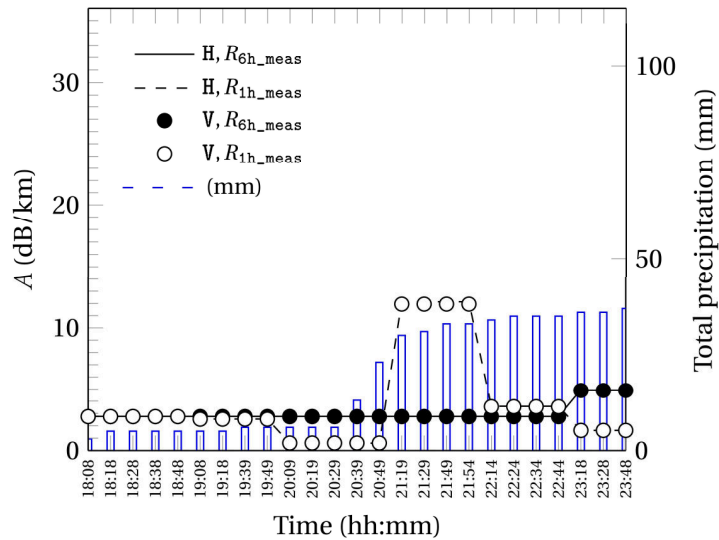 H, R6h_meas
H, R1h_meas
V, R6h_meas
V, R1h_meas
(mm)
A (dB/km)
30
20
10
0
Total precipitation (mm)
100
50
0
18:08 18:18 18:28 18:38 18:48 19:08 19:18 19:39 19:49 20:09 20:19 20:29 20:39 20:49 21:19 21:29 21:49 21:54 22:14 22:24 22:34 22:44 23:18 23:28 23:48
Time (hh:mm)